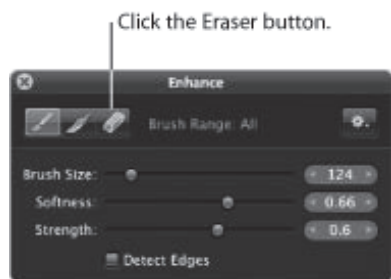 Click the Eraser button.
Enhance
Brush Range: All
Brush Size: 124
Softness: 0.66
Strength: 0.6
Detect Edges